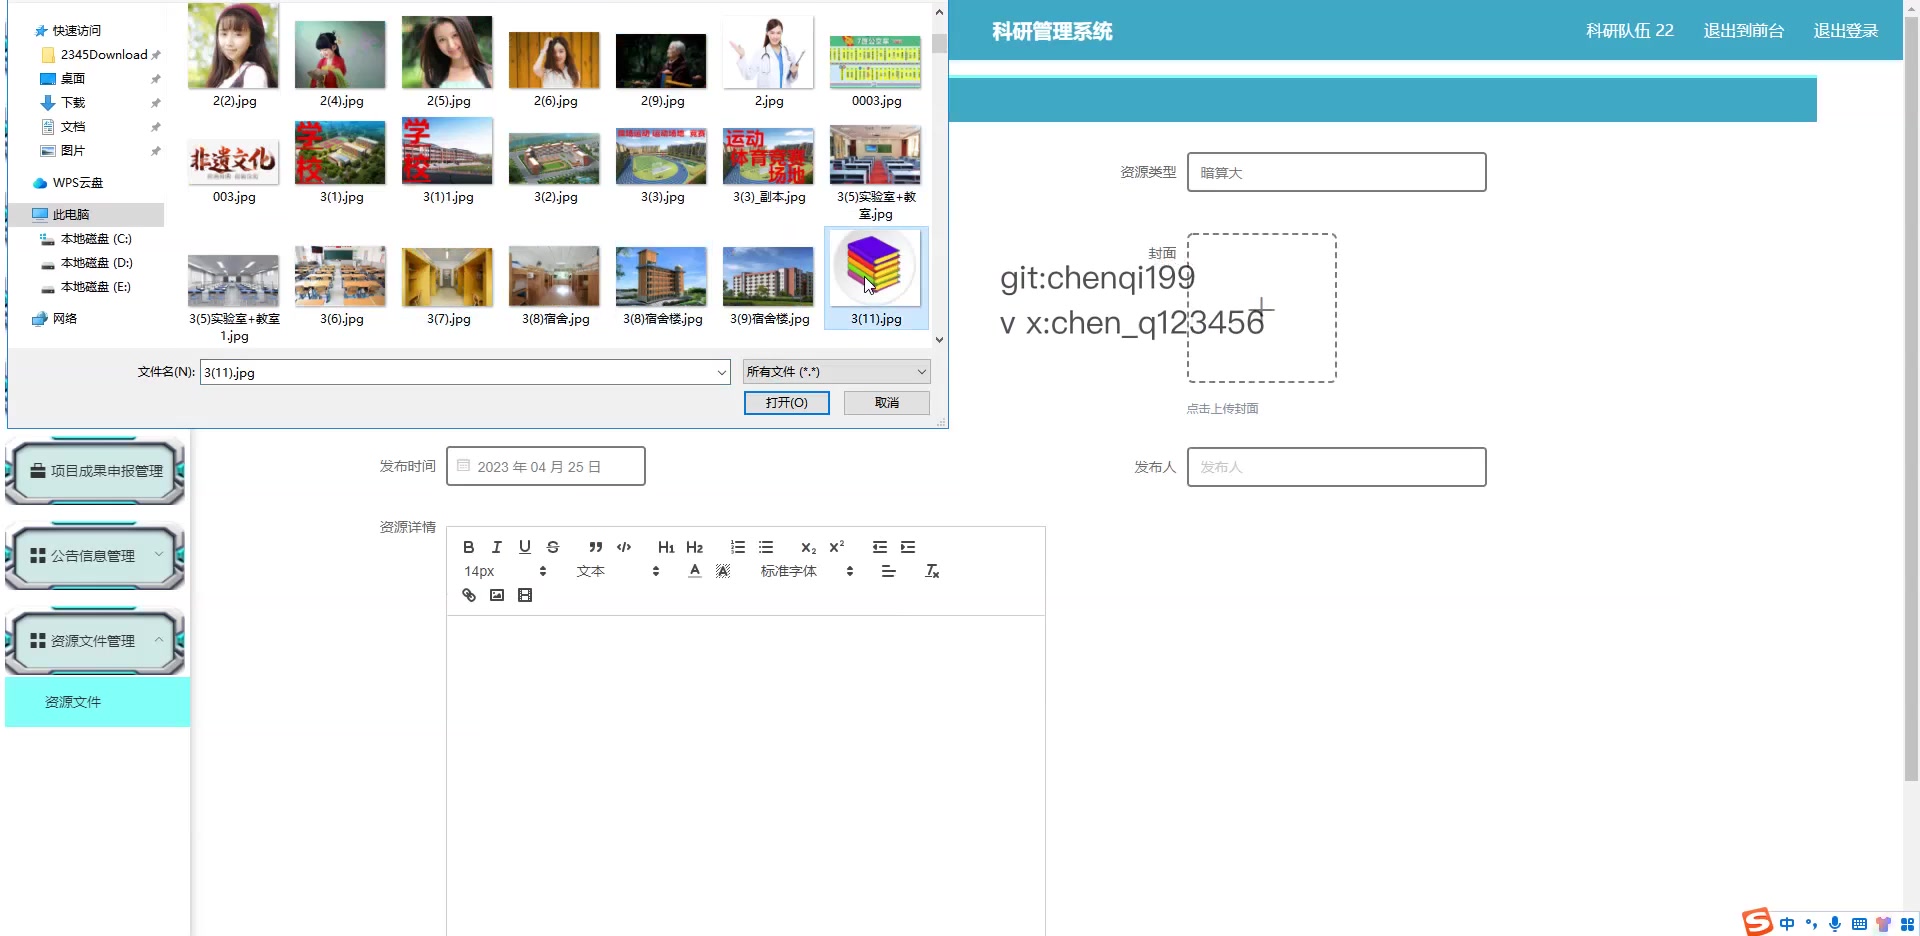 快速访问
2345Download
桌面
下载
文档
图片
WPS云盘
此电脑
本地磁盘 (C:)
本地磁盘 (D:)
本地磁盘 (E:)
网络
2(2).jpg
2(4).jpg
2(5).jpg
2(6).jpg
2(9).jpg
2.jpg
0003.jpg
非遗文化
学校
学校
运动
体育竞赛
场地
003.jpg
3(1).jpg
3(1)1.jpg
3(2).jpg
3(3).jpg
3(3)_副本.jpg
3(5)实验室+教
室.jpg
3(5)实验室+教室
1.jpg
3(6).jpg
3(7).jpg
3(8)宿舍.jpg
3(8)宿舍楼.jpg
3(9)宿舍楼.jpg
3(11).jpg
文件名(N):
3(11).jpg
所有文件 (*.*)
打开(O)
取消
科研管理系统
科研队伍 22
退出到前台
退出登录
资源类型
暗算大
封面
git:chenqi199
v x:chen_q123456
点击上传封面
项目成果申报管理
公告信息管理
资源文件管理
资源文件
发布时间
2023 年 04 月 25 日
发布人
发布人
资源详情
B I U S H1 H2 X2 X2
14px
文本
A A
标准字体
Tx
中